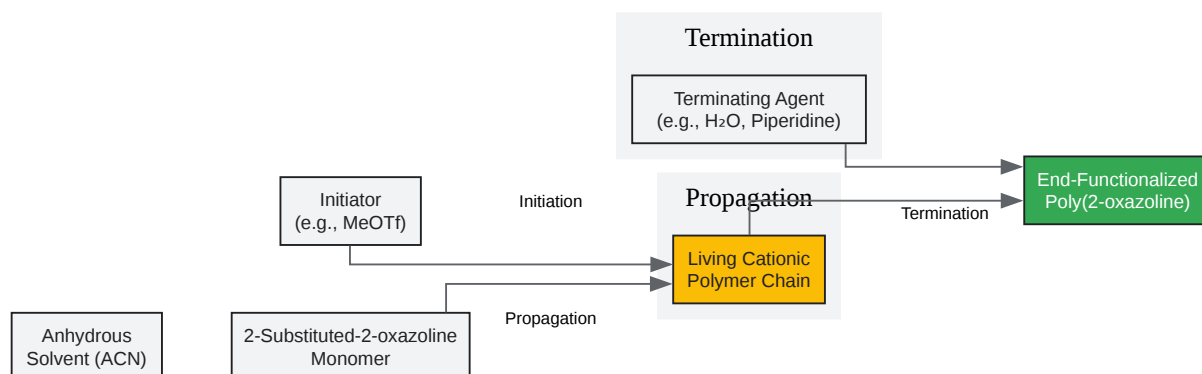 Termination
Terminating Agent
(e.g., H₂O, Piperidine)
End-Functionalized
Poly(2-oxazoline)
Initiator
(e.g., MeOTf)
Initiation
Propagation
Termination
Living Cationic
Polymer Chain
Propagation
Anhydrous
Solvent (ACN)
2-Substituted-2-oxazoline
Monomer